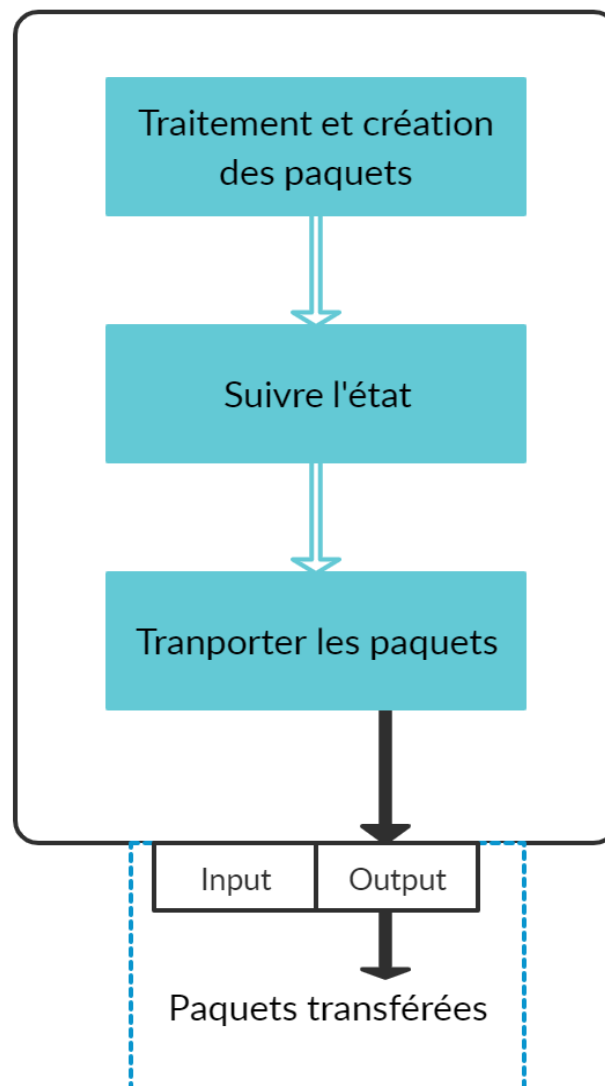 Traitement et création
des paquets
Suivre l'état
Tranporter les paquets
Input
Output
Paquets transférées